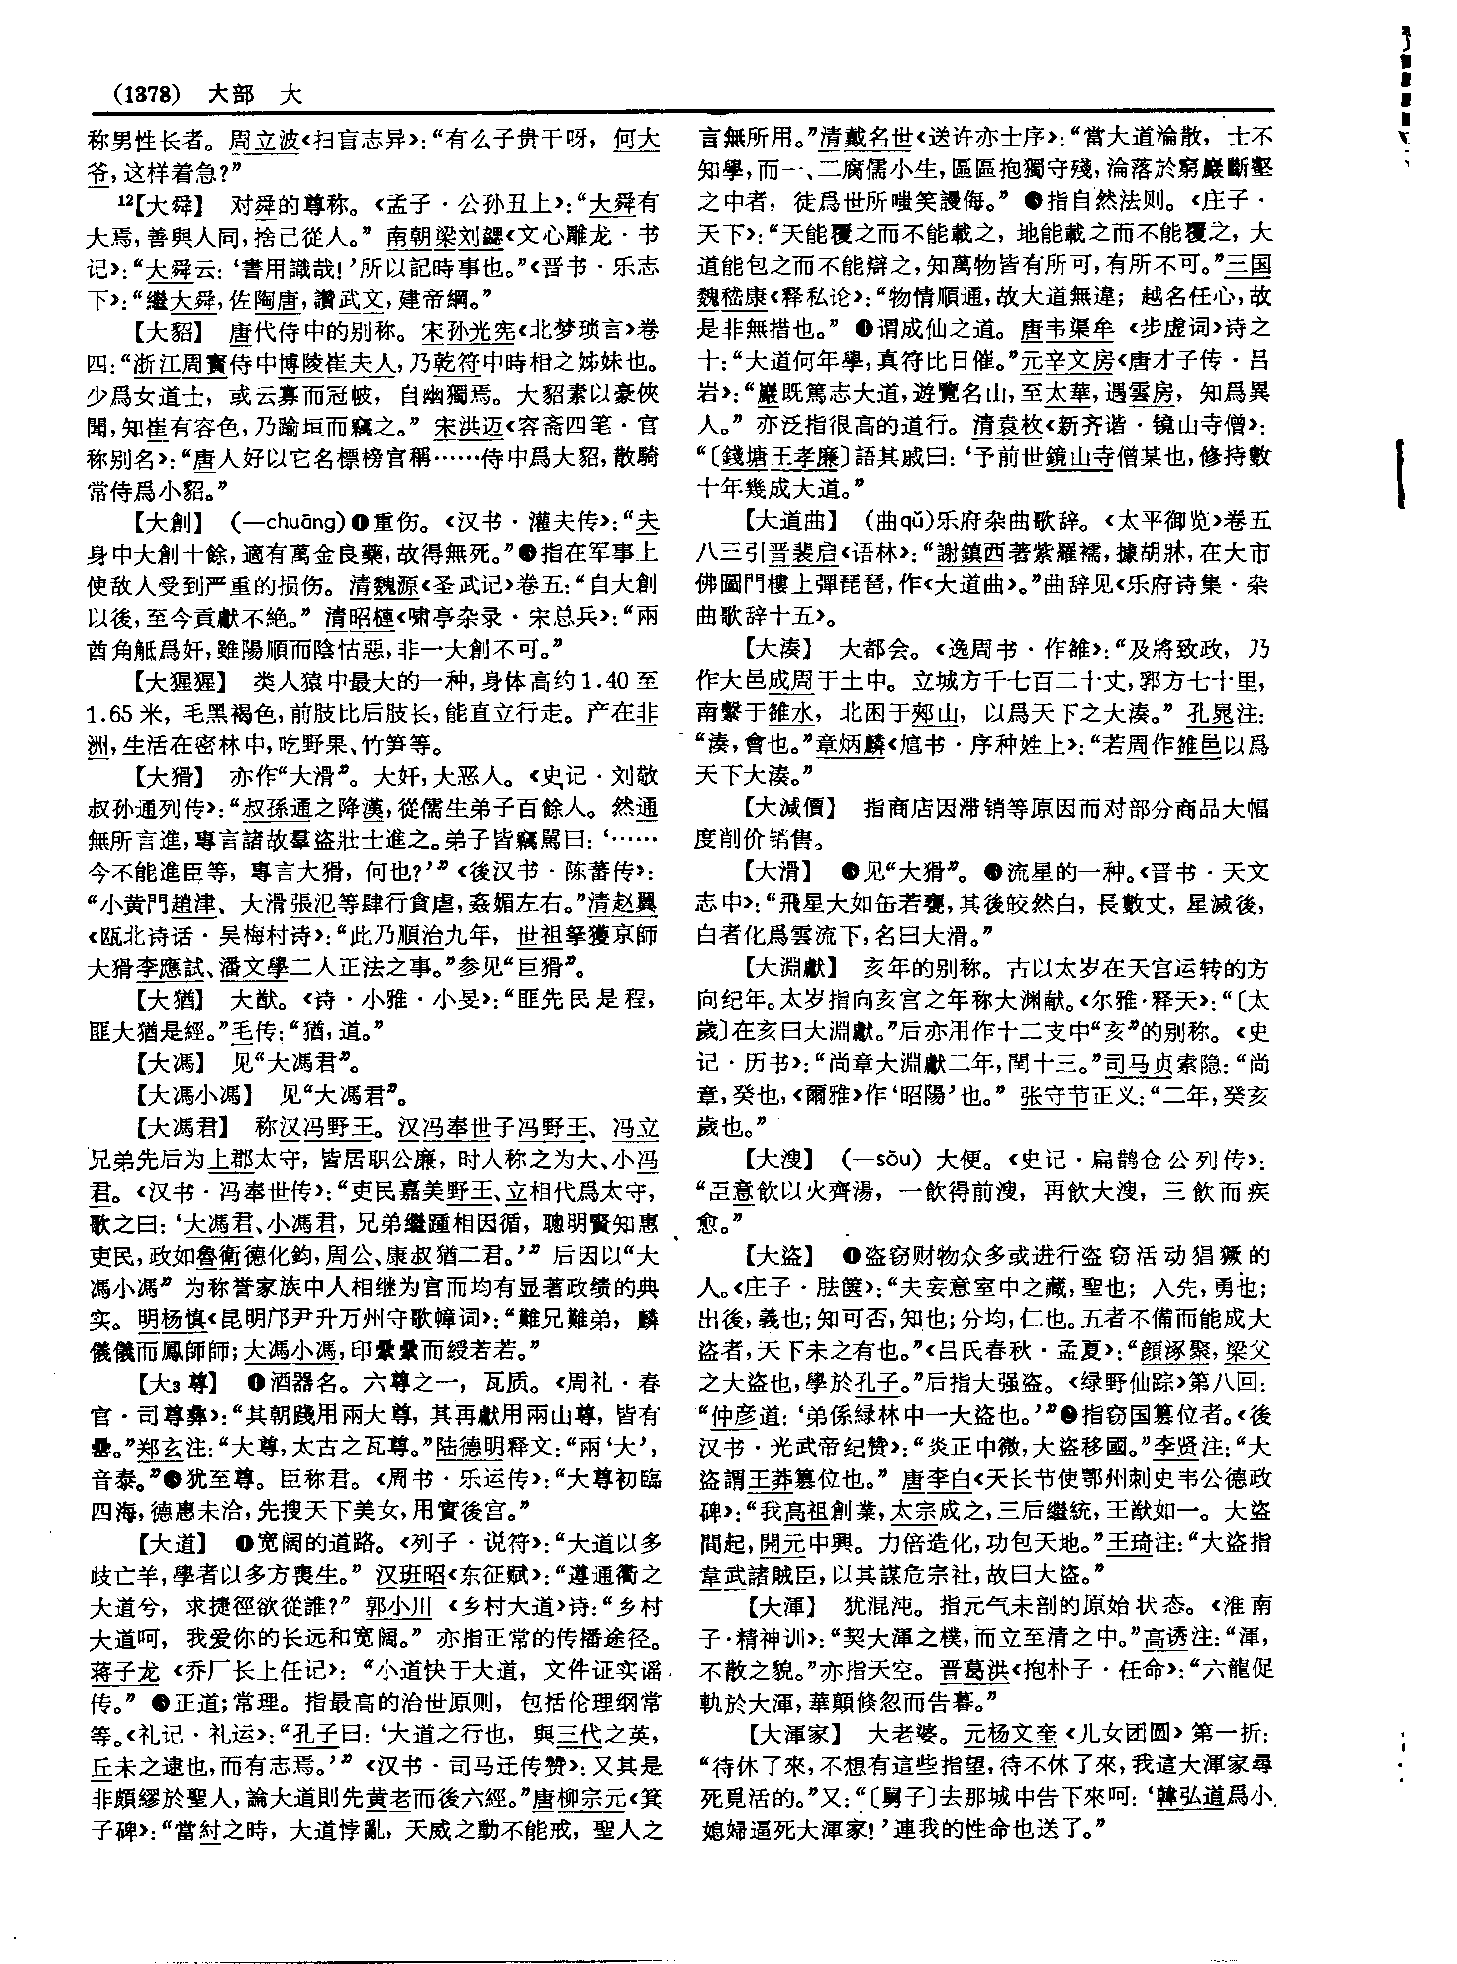 (1378) 大部 大
称男性长者。周立波《扫盲志异》:“有么子贵干呀，何大
爷，这样着急?”
12【大舜】 对舜的尊称。《孟子·公孙丑上》:“大舜有
大焉，善與人同，捨己從人。” 南朝梁刘勰《文心雕龙·书
记》:“大舜云:‘書用識哉!’所以記時事也。”《晋书·乐志
下》:“繼大舜，佐陶唐，讚武文，建帝綱。”
【大貂】 唐代侍中的别称。宋孙光宪《北梦琐言》卷
四:“浙江周寶侍中博陵崔夫人，乃乾符中時相之姊妹也。
少爲女道士， 或云寡而冠帔， 自幽獨焉。大貂素以豪俠
聞，知崔有容色，乃踰垣而竊之。” 宋洪迈《容斋四笔·官
称别名》:“唐人好以它名標榜官稱……侍中爲大貂，散騎
常侍爲小貂。”
【大創】 (—chuāng)❶重伤。《汉书·灌夫传》:“夫
身中大創十餘，適有萬金良藥，故得無死。”❷指在军事上
使敌人受到严重的损伤。清魏源《圣武记》卷五:“自大創
以後，至今貢獻不絶。” 清昭槤《啸亭杂录·宋总兵》:“兩
酋角觝爲奸，雖陽順而陰怙惡，非一大創不可。”
【大猩猩】 类人猿中最大的一种，身体高约1.40至
1.65米，毛黑褐色，前肢比后肢长，能直立行走。产在非
洲，生活在密林中，吃野果、竹笋等。
【大猾】 亦作“大滑”。大奸，大恶人。《史记·刘敬
叔孙通列传》:“叔孫通之降漢，從儒生弟子百餘人。然通
無所言進，專言諸故羣盜壯士進之。弟子皆竊駡曰:‘……
今不能進臣等，專言大猾，何也?’”《後汉书·陈蕃传》:
“小黄門趙津、大滑張氾等肆行貪虐，姦媚左右。”清赵翼
《瓯北诗话·吴梅村诗》:“此乃順治九年， 世祖拏獲京師
大猾李應試、潘文學二人正法之事。”参见“巨猾”。
【大猶】 大猷。《诗·小雅·小旻》:“匪先民是程，
匪大猶是經。”毛传:“猶，道。”
【大馮】 见“大馮君”。
【大馮小馮】 见“大馮君”。
【大馮君】 称汉冯野王。汉冯奉世子冯野王、冯立
兄弟先后为上郡太守，皆居职公廉，时人称之为大、小冯
君。《汉书·冯奉世传》:“吏民嘉美野王、立相代爲太守，
歌之曰:‘大馮君、小馮君，兄弟繼踵相因循，聰明賢知惠
吏民，政如魯衛德化鈞，周公、康叔猶二君。’” 后因以“大
馮小馮” 为称誉家族中人相继为官而均有显著政绩的典
实。明杨慎《昆明邝尹升万州守歌幛词》:“難兄難弟，麟
儀儀而鳳師師;大馮小馮，印纍纍而綬若若。”
【大3尊】 ❶酒器名。六尊之一，瓦质。《周礼·春
官·司尊彝》:“其朝踐用兩大尊，其再獻用兩山尊，皆有
罍。”郑玄注:“大尊，太古之瓦尊。”陆德明释文:“兩‘大’，
音泰。”❷犹至尊。臣称君。《周书·乐运传》:“大尊初臨
四海，德惠未洽，先搜天下美女，用實後宫。”
【大道】 ❶宽阔的道路。《列子·说符》:“大道以多
歧亡羊，學者以多方喪生。” 汉班昭《东征赋》:“遵通衢之
大道兮，求捷徑欲從誰?” 郭小川 《乡村大道》诗:“乡村
大道呵，我爱你的长远和宽阔。” 亦指正常的传播途径。
蒋子龙 《乔厂长上任记》: “小道快于大道，文件证实谣
传。” ❷正道;常理。指最高的治世原则，包括伦理纲常
等。《礼记·礼运》:“孔子曰:‘大道之行也，與三代之英，
丘未之逮也，而有志焉。’” 《汉书·司马迁传赞》:又其是
非頗繆於聖人，論大道則先黄老而後六經。”唐柳宗元《箕
子碑》:“當紂之時，大道悖亂，天威之動不能戒，聖人之
言無所用。”清戴名世《送许亦士序》:“當大道淪散，士不
知學，而一、二腐儒小生，區區抱獨守殘，淪落於窮巖斷壑
之中者，徒爲世所嗤笑謾侮。” ❸指自然法则。《庄子·
天下》:“天能覆之而不能載之，地能載之而不能覆之，大
道能包之而不能辯之，知萬物皆有所可，有所不可。”三国
魏嵇康《释私论》:“物情順通，故大道無違; 越名任心，故
是非無措也。” ❹谓成仙之道。唐韦渠牟 《步虚词》诗之
十:“大道何年學，真符比日催。”元辛文房《唐才子传·吕
岩》:“巖既篤志大道，遊覽名山，至太華，遇雲房，知爲異
人。” 亦泛指很高的道行。清袁枚《新齐谐·镜山寺僧》:
“〔錢塘王孝廉〕語其戚曰:‘予前世鏡山寺僧某也，修持數
十年幾成大道。”
【大道曲】 (曲qǔ)乐府杂曲歌辞。《太平御览》卷五
八三引晋裴启《语林》:“謝鎮西著紫羅襦，據胡牀，在大市
佛圖門樓上彈琵琶，作《大道曲》。”曲辞见《乐府诗集·杂
曲歌辞十五》。
【大湊】 大都会。《逸周书·作雒》:“及將致政，乃
作大邑成周于土中。立城方千七百二十丈，郛方七十里，
南繫于雒水，北因于郟山，以爲天下之大湊。” 孔晁注:
“湊，會也。”章炳麟《訄书·序种姓上》:“若周作雒邑以爲
天下大湊。”
【大減價】 指商店因滞销等原因而对部分商品大幅
度削价销售。
【大滑】 ❶见“大猾”。❷流星的一种。《晋书·天文
志中》:“飛星大如缶若甕，其後皎然白，長數丈，星滅後，
白者化爲雲流下，名曰大滑。”
【大淵獻】 亥年的别称。古以太岁在天宫运转的方
向纪年。太岁指向亥宫之年称大渊献。《尔雅·释天》:“〔太
歲〕在亥曰大淵獻。”后亦用作十二支中“亥”的别称。《史
记·历书》:“尚章大淵獻二年，閏十三。”司马贞索隐:“尚
章，癸也，《爾雅》作‘昭陽’也。” 张守节正义:“二年，癸亥
歲也。”
【大溲】 (—sōu) 大便。《史记·扁鹊仓公列传》:
“臣意飲以火齊湯，一飲得前溲，再飲大溲，三飲而疾
愈。”
【大盜】 ❶盗窃财物众多或进行盗窃活动猖獗的
人。《庄子·胠箧》:“夫妄意室中之藏，聖也; 入先，勇也;
出後，義也;知可否，知也;分均，仁也。五者不備而能成大
盜者，天下未之有也。”《吕氏春秋·孟夏》:“顔涿聚，梁父
之大盜也，學於孔子。”后指大强盗。《绿野仙踪》第八回:
“仲彦道:‘弟係緑林中一大盜也。’”❷指窃国篡位者。《後
汉书·光武帝纪赞》:“炎正中微，大盜移國。”李贤注:“大
盜謂王莽篡位也。” 唐李白《天长节使鄂州刺史韦公德政
碑》:“我高祖創業，太宗成之，三后繼統，王猷如一。大盜
間起，開元中興。力倍造化，功包天地。”王琦注:“大盜指
韋武諸賊臣，以其謀危宗社，故曰大盜。”
【大渾】 犹混沌。指元气未剖的原始状态。《淮南
子·精神训》:“契大渾之樸，而立至清之中。”高诱注:“渾，
不散之貌。”亦指天空。晋葛洪《抱朴子·任命》:“六龍促
軌於大渾，華顛倏忽而告暮。”
【大渾家】 大老婆。元杨文奎《儿女团圆》第一折:
“待休了來，不想有這些指望，待不休了來，我這大渾家尋
死覓活的。”又:“〔舅子〕去那城中告下來呵:‘韓弘道爲小
媳婦逼死大渾家!’連我的性命也送了。”